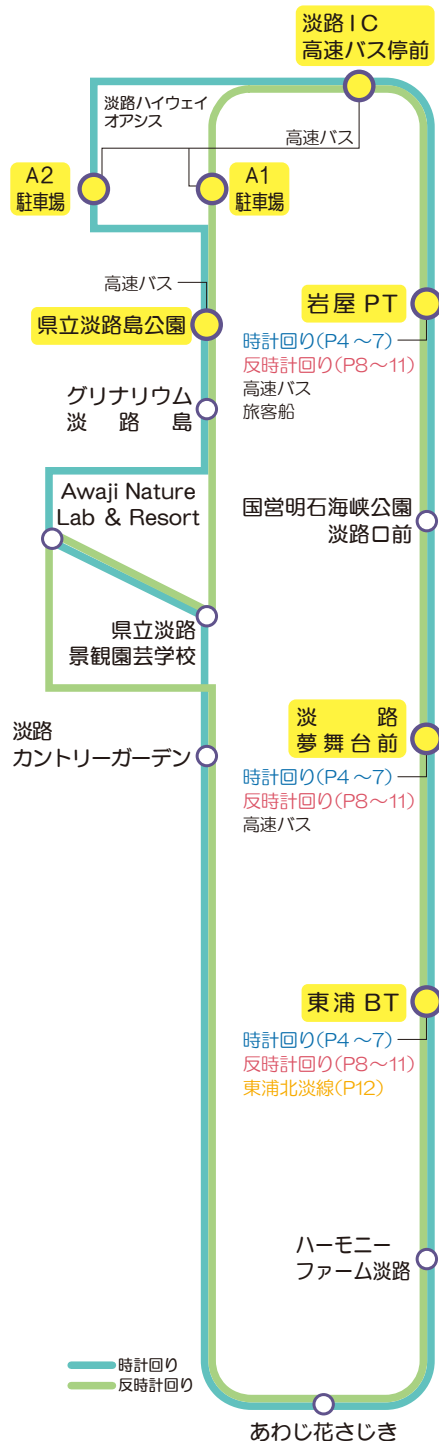 淡路IC
高速バス停前
淡路ハイウェイ
オアシス
高速バス
A2
駐車場
A1
駐車場
高速バス
県立淡路島公園
岩屋 PT
時計回り(P4～7)
反時計回り(P8～11)
高速バス
旅客船
グリナリウム
淡路島
Awaji Nature
Lab & Resort
国営明石海峡公園
淡路口前
県立淡路
景観園芸学校
淡路
夢舞台前
時計回り(P4～7)
反時計回り(P8～11)
高速バス
淡路
カントリーガーデン
東浦 BT
時計回り(P4～7)
反時計回り(P8～11)
東浦北淡線(P12)
ハーモニー
ファーム淡路
時計回り
反時計回り
あわじ花さじき